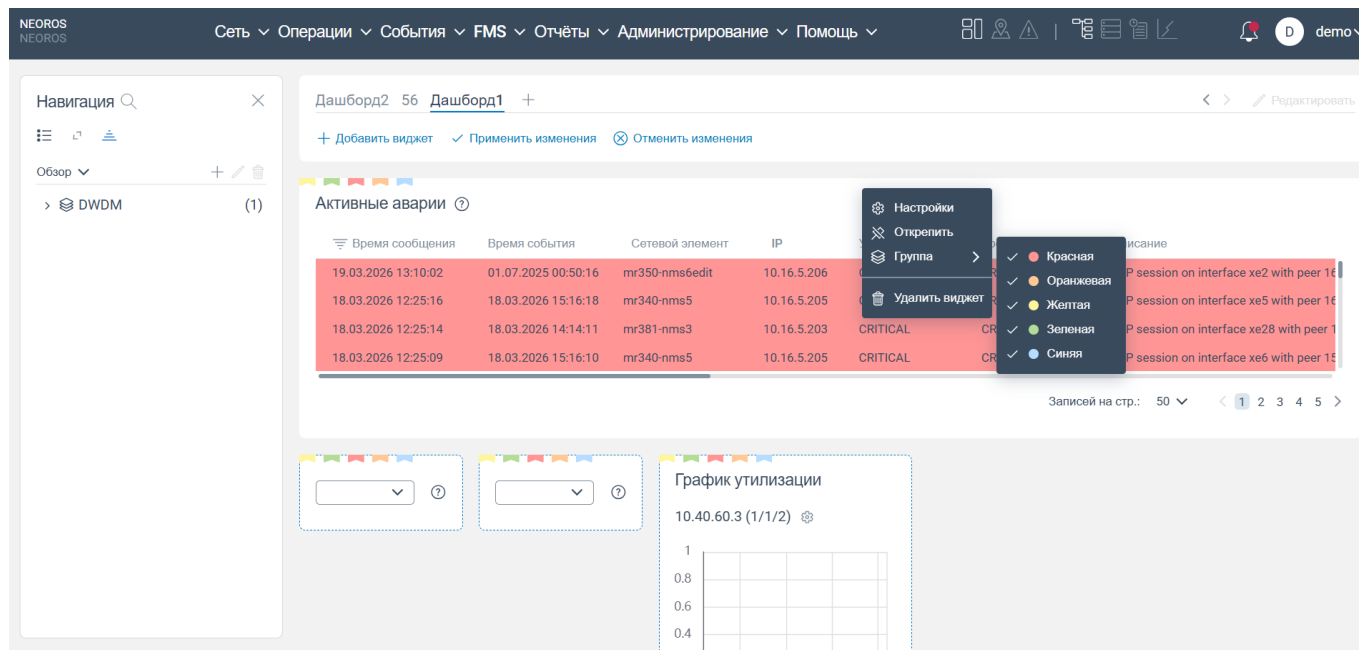 NEOROS
NEOROS
Сеть Операции События FMS Отчёты Администрирование Помощь
D demo
Навигация
Обзор
DWDM (1)
Дашборд2 56 Дашборд1 +
Редактировать
+ Добавить виджет Применить изменения Отменить изменения
Активные аварии ?
Время сообщения Время события Сетевой элемент IP
19.03.2026 13:10:02 01.07.2025 00:50:16 mr350-nms6edit 10.16.5.206 P session on interface xe2 with peer 16
18.03.2026 12:25:16 18.03.2026 15:16:18 mr340-nms5 10.16.5.205 P session on interface xe5 with peer 16
18.03.2026 12:25:14 18.03.2026 14:14:11 mr381-nms3 10.16.5.203 CRITICAL CR P session on interface xe28 with peer 1
18.03.2026 12:25:09 18.03.2026 15:16:10 mr340-nms5 10.16.5.205 CRITICAL CR P session on interface xe6 with peer 15
Настройки
Открепить
Группа
Удалить виджет
Красная
Оранжевая
Желтая
Зеленая
Синяя
Записей на стр.: 50 < 1 2 3 4 5 >
?
?
График утилизации
10.40.60.3 (1/1/2)
1
0.8
0.6
0.4